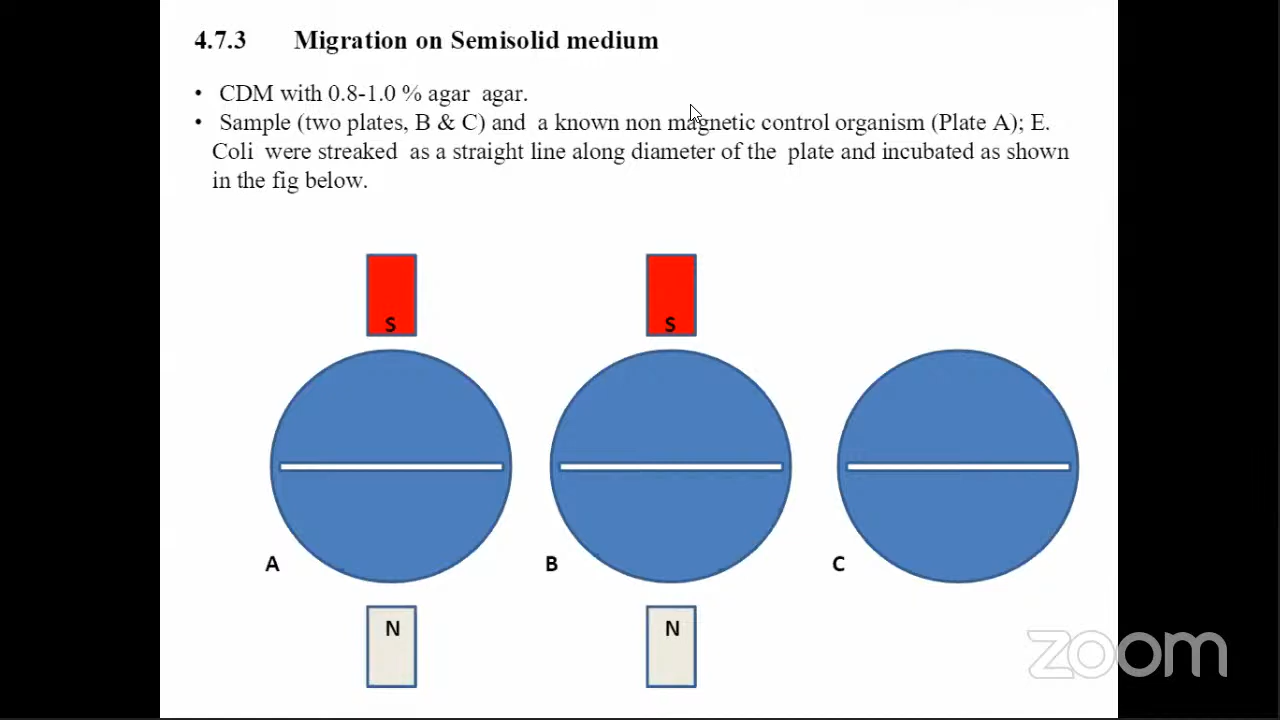 4.7.3 Migration on Semisolid medium
• CDM with 0.8-1.0 % agar agar.
• Sample (two plates, B & C) and a known non magnetic control organism (Plate A); E.
Coli were streaked as a straight line along diameter of the plate and incubated as shown
in the fig below.
S S
A B C
N N
zoom